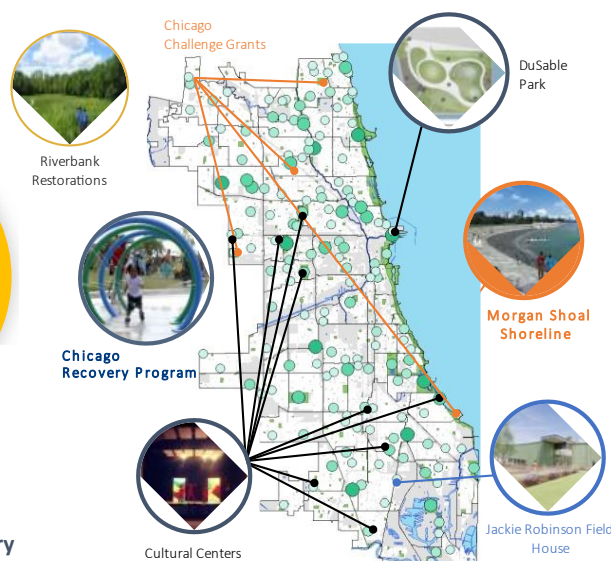 Chicago
Challenge Grants
DuSable
Park
Riverbank
Restorations
Morgan Shoal
Shoreline
Chicago
Recovery Program
Jackie Robinson Field
House
Cultural Centers
ry